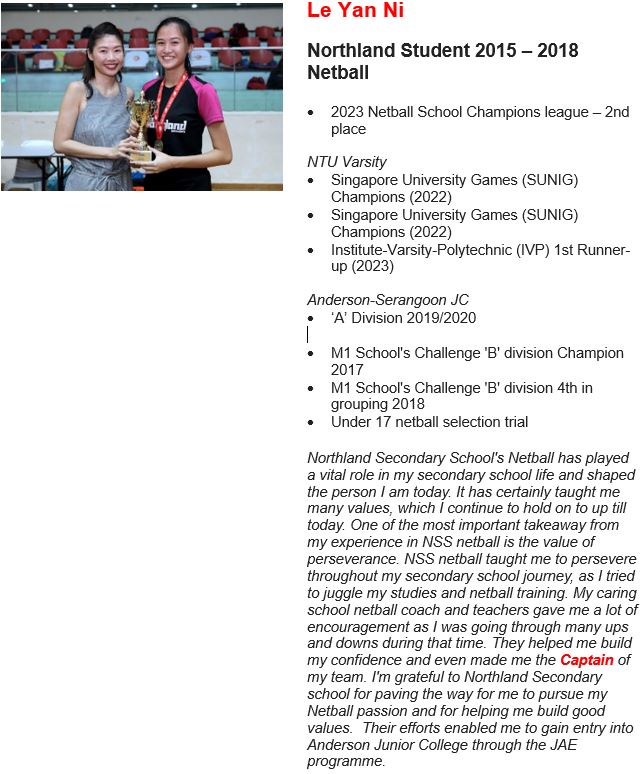 Le Yan Ni
Northland Student 2015 – 2018
Netball
• 2023 Netball School Champions league – 2nd
place
NTU Varsity
• Singapore University Games (SUNIG)
Champions (2022)
• Singapore University Games (SUNIG)
Champions (2022)
• Institute-Varsity-Polytechnic (IVP) 1st Runner-
up (2023)
Anderson-Serangoon JC
• ‘A’ Division 2019/2020
• M1 School's Challenge 'B' division Champion
2017
• M1 School's Challenge 'B' division 4th in
grouping 2018
• Under 17 netball selection trial
Northland Secondary School's Netball has played
a vital role in my secondary school life and shaped
the person I am today. It has certainly taught me
many values, which I continue to hold on to up till
today. One of the most important takeaway from
my experience in NSS netball is the value of
perseverance. NSS netball taught me to persevere
throughout my secondary school journey, as I tried
to juggle my studies and netball training. My caring
school netball coach and teachers gave me a lot of
encouragement as I was going through many ups
and downs during that time. They helped me build
my confidence and even made me the Captain of
my team. I'm grateful to Northland Secondary
school for paving the way for me to pursue my
Netball passion and for helping me build good
values.  Their efforts enabled me to gain entry into
Anderson Junior College through the JAE
programme.